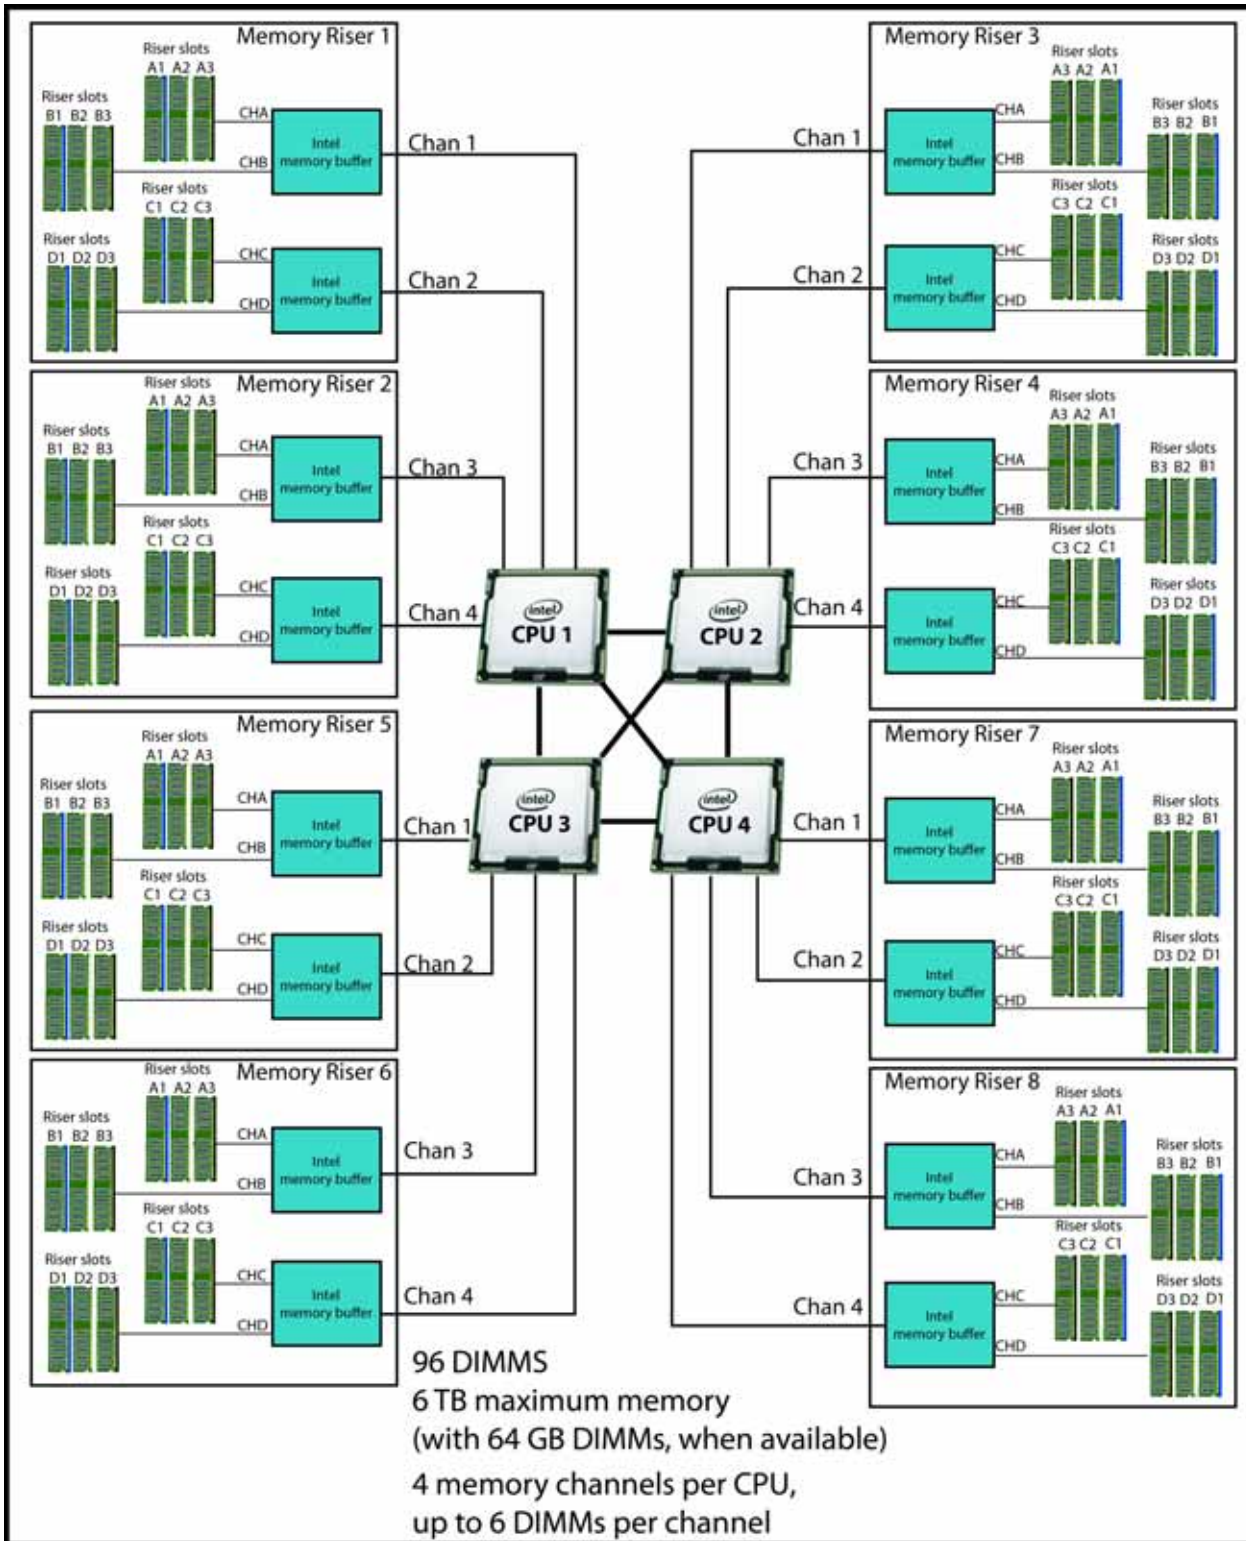 Memory Riser 1
Riser slots
A1 A2 A3
Riser slots
B1 B2 B3
CHA
CHB
Intel
memory buffer
Chan 1
Riser slots
C1 C2 C3
Riser slots
D1 D2 D3
CHC
CHD
Intel
memory buffer
Chan 2
Memory Riser 2
Riser slots
A1 A2 A3
Riser slots
B1 B2 B3
CHA
CHB
Intel
memory buffer
Chan 3
Riser slots
C1 C2 C3
Riser slots
D1 D2 D3
CHC
CHD
Intel
memory buffer
Chan 4
Memory Riser 3
Riser slots
A3 A2 A1
Riser slots
B3 B2 B1
CHA
CHB
Intel
memory buffer
Chan 1
Riser slots
C3 C2 C1
Riser slots
D3 D2 D1
CHC
CHD
Intel
memory buffer
Chan 2
Memory Riser 4
Riser slots
A3 A2 A1
Riser slots
B3 B2 B1
CHA
CHB
Intel
memory buffer
Chan 3
Riser slots
C3 C2 C1
Riser slots
D3 D2 D1
CHC
CHD
Intel
memory buffer
Chan 4
intel
CPU 1
intel
CPU 2
intel
CPU 3
intel
CPU 4
Memory Riser 5
Riser slots
A1 A2 A3
Riser slots
B1 B2 B3
CHA
CHB
Intel
memory buffer
Chan 1
Riser slots
C1 C2 C3
Riser slots
D1 D2 D3
CHC
CHD
Intel
memory buffer
Chan 2
Memory Riser 6
Riser slots
A1 A2 A3
Riser slots
B1 B2 B3
CHA
CHB
Intel
memory buffer
Chan 3
Riser slots
C1 C2 C3
Riser slots
D1 D2 D3
CHC
CHD
Intel
memory buffer
Chan 4
Memory Riser 7
Riser slots
A3 A2 A1
Riser slots
B3 B2 B1
CHA
CHB
Intel
memory buffer
Chan 1
Riser slots
C3 C2 C1
Riser slots
D3 D2 D1
CHC
CHD
Intel
memory buffer
Chan 2
Memory Riser 8
Riser slots
A3 A2 A1
Riser slots
B3 B2 B1
CHA
CHB
Intel
memory buffer
Chan 3
Riser slots
C3 C2 C1
Riser slots
D3 D2 D1
CHC
CHD
Intel
memory buffer
Chan 4
96 DIMMS
6 TB maximum memory
(with 64 GB DIMMs, when available)
4 memory channels per CPU,
up to 6 DIMMs per channel